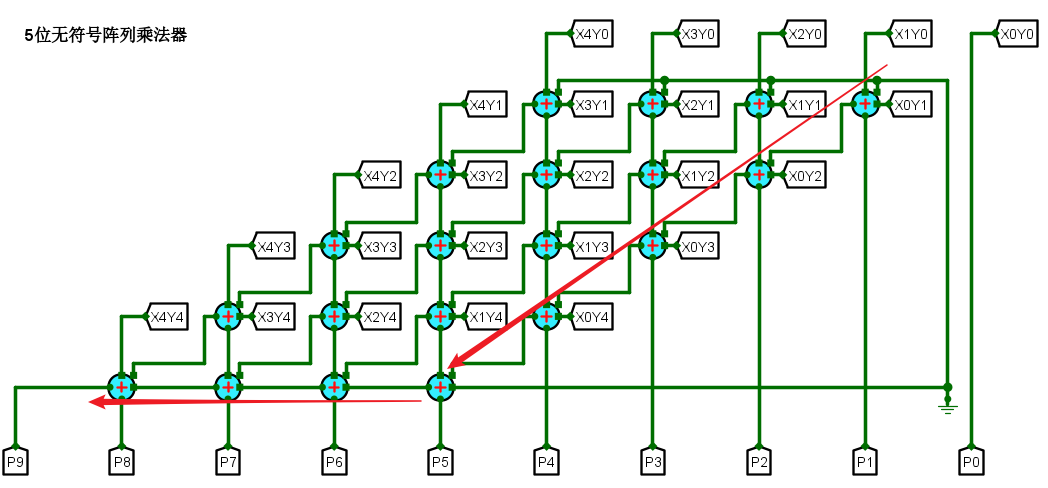 5位无符号阵列乘法器
X4Y0 X3Y0 X2Y0 X1Y0 X0Y0
X4Y1 X3Y1 X2Y1 X1Y1 X0Y1
X4Y2 X3Y2 X2Y2 X1Y2 X0Y2
X4Y3 X3Y3 X2Y3 X1Y3 X0Y3
X4Y4 X3Y4 X2Y4 X1Y4 X0Y4
P9 P8 P7 P6 P5 P4 P3 P2 P1 P0